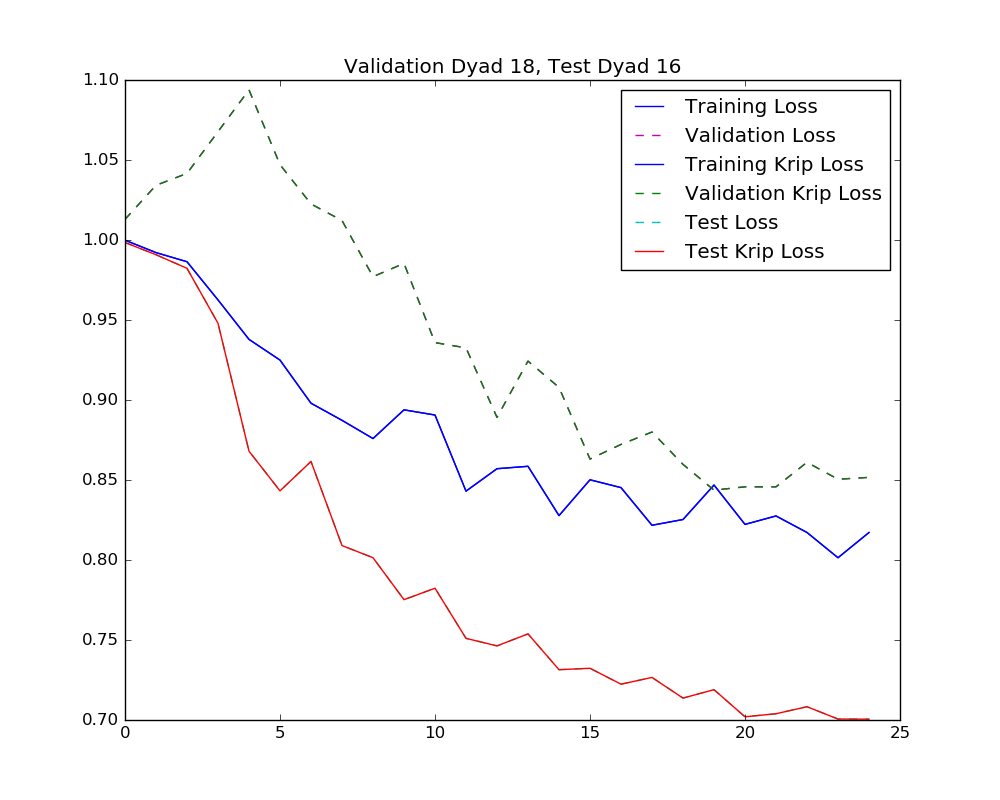 Validation Dyad 18, Test Dyad 16
1.10
1.05
1.00
0.95
0.90
0.85
0.80
0.75
0.70
0 5 10 15 20 25
Training Loss
Validation Loss
Training Krip Loss
Validation Krip Loss
Test Loss
Test Krip Loss